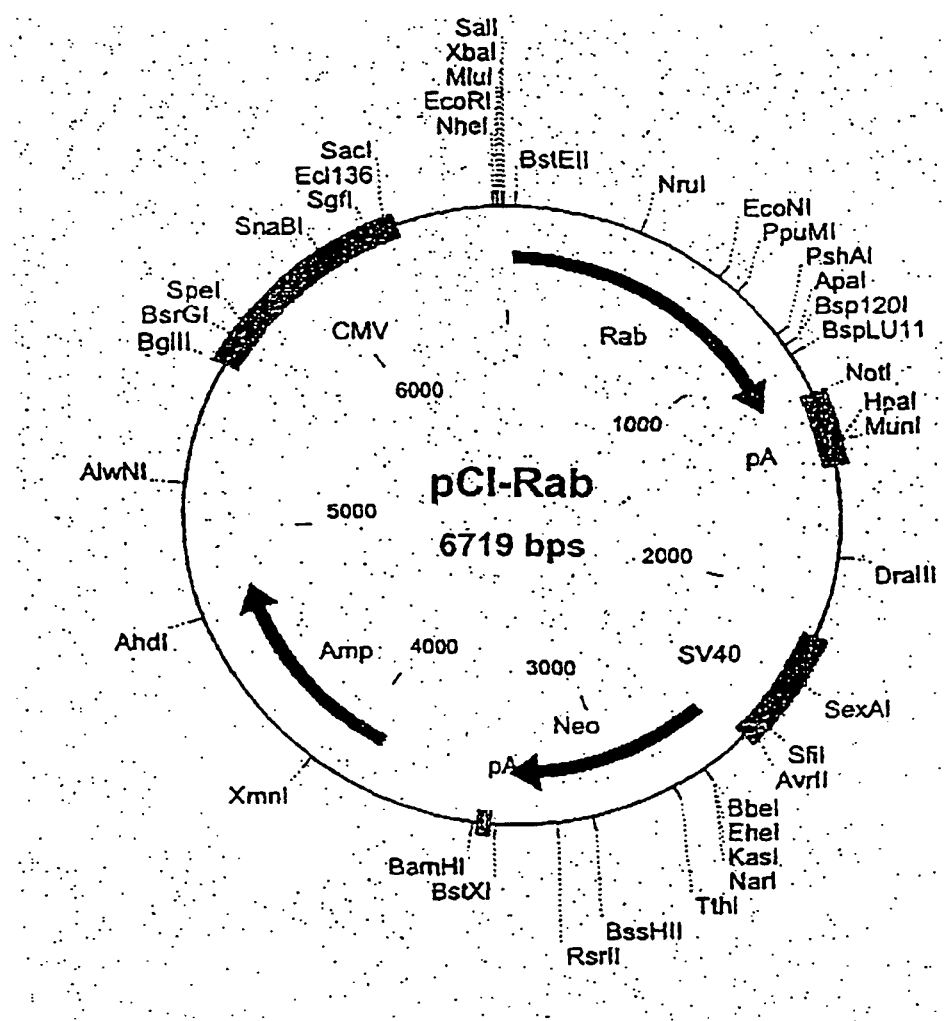 SalI
XbaI
MluI
EcoRI
NheI
BstEII
SacI
Ecl136
SgfI
SnaBI
SpeI
BsrGI
BglII
NruI
EcoNI
PpuMI
PshAI
ApaI
Bsp120I
BspLU11
NotI
HpaI
MunI
CMV
Rab
6000
1000
pA
AlwNI
pCI-Rab
6719 bps
5000
2000
DraIII
AhdI
Amp
4000
3000
SV40
Neo
pA
SexAI
SfiI
AvrII
XmnI
BbeI
EheI
KasI
NarI
TthI
BamHI
BstXI
BssHII
RsrII